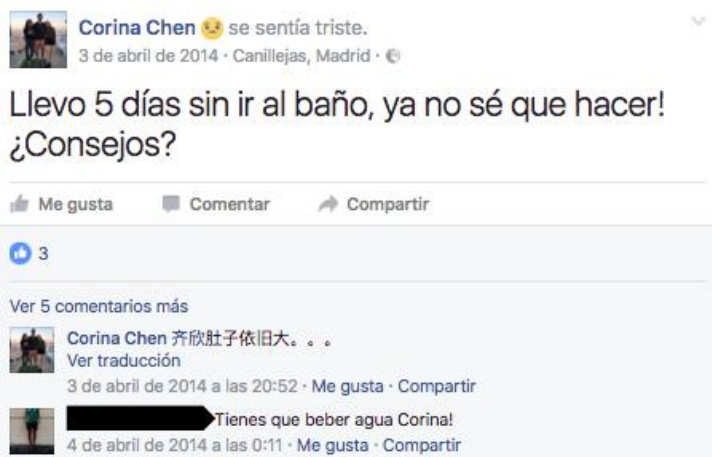 Corina Chen 😟 se sentía triste.
3 de abril de 2014 · Canillejas, Madrid ·
Llevo 5 días sin ir al baño, ya no sé que hacer!
¿Consejos?
Me gusta Comentar Compartir
3
Ver 5 comentarios más
Corina Chen 齐欣肚子依旧大。。。
Ver traducción
3 de abril de 2014 a las 20:52 · Me gusta · Compartir
Tienes que beber agua Corina!
4 de abril de 2014 a las 0:11 · Me gusta · Compartir